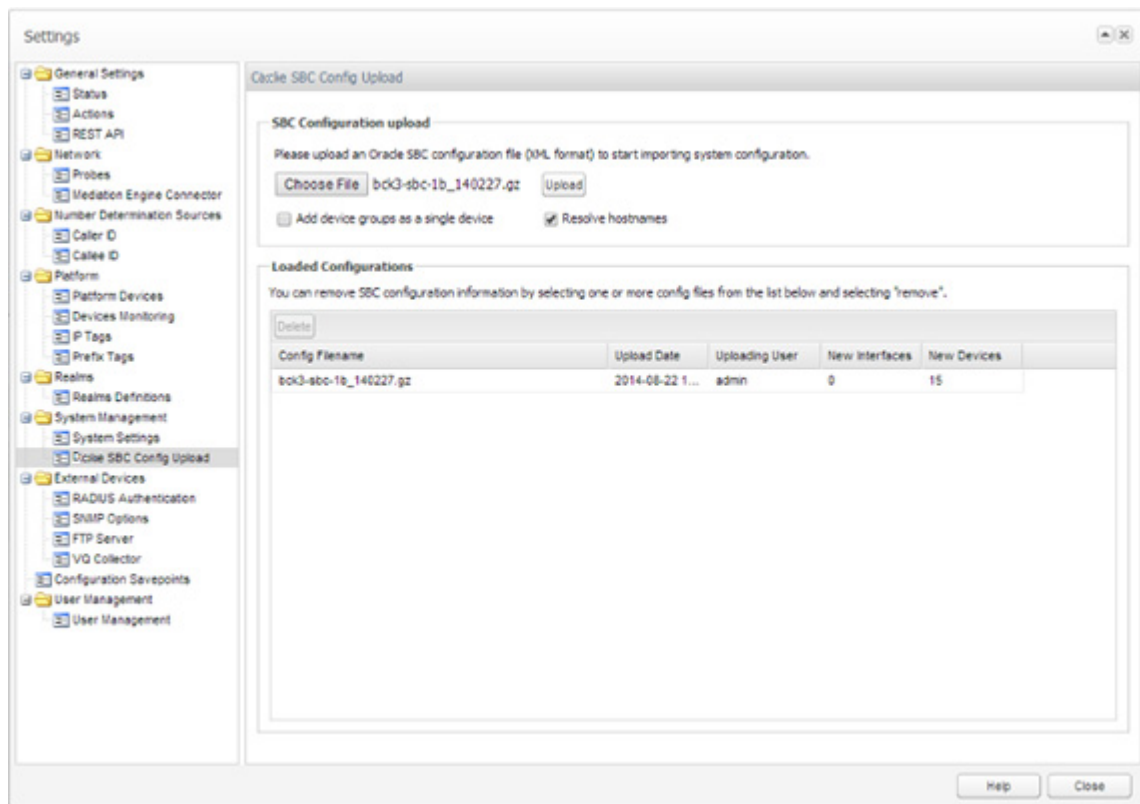 Settings
General Settings
Status
Actions
REST API
Network
Probes
Mediation Engine Connector
Number Determination Sources
Caller ID
Callee ID
Platform
Platform Devices
Devices Monitoring
IP Tags
Prefix Tags
Realms
Realms Definitions
System Management
System Settings
SBC Config Upload
External Devices
RADIUS Authentication
SNMP Options
FTP Server
VQ Collector
Configuration Savepoints
User Management
User Management
SBC Config Upload
SBC Configuration upload
Please upload an Oracle SBC configuration file (XML format) to start importing system configuration.
Choose File bck3-sbc-1b_140227.gz Upload
Add device groups as a single device Resolve hostnames
Loaded Configurations
You can remove SBC configuration information by selecting one or more config files from the list below and selecting "remove".
Delete
Config Filename Upload Date Uploading User New Interfaces New Devices
bck3-sbc-1b_140227.gz 2014-08-22 1... admin 0 15
Help Close